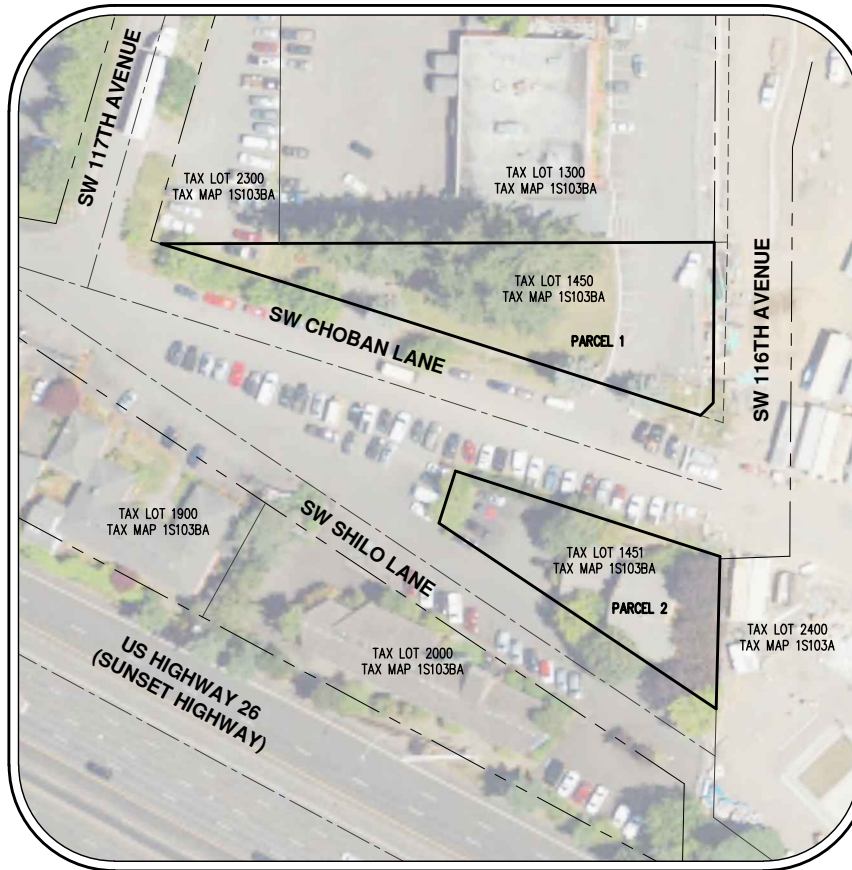 SW 117TH AVENUE
TAX LOT 2300
TAX MAP 1S103BA
TAX LOT 1300
TAX MAP 1S103BA
TAX LOT 1450
TAX MAP 1S103BA
PARCEL 1
SW CHOBAN LANE
SW 116TH AVENUE
TAX LOT 1900
TAX MAP 1S103BA
SW SHILO LANE
TAX LOT 1451
TAX MAP 1S103BA
PARCEL 2
TAX LOT 2400
TAX MAP 1S103A
TAX LOT 2000
TAX MAP 1S103BA
US HIGHWAY 26
(SUNSET HIGHWAY)